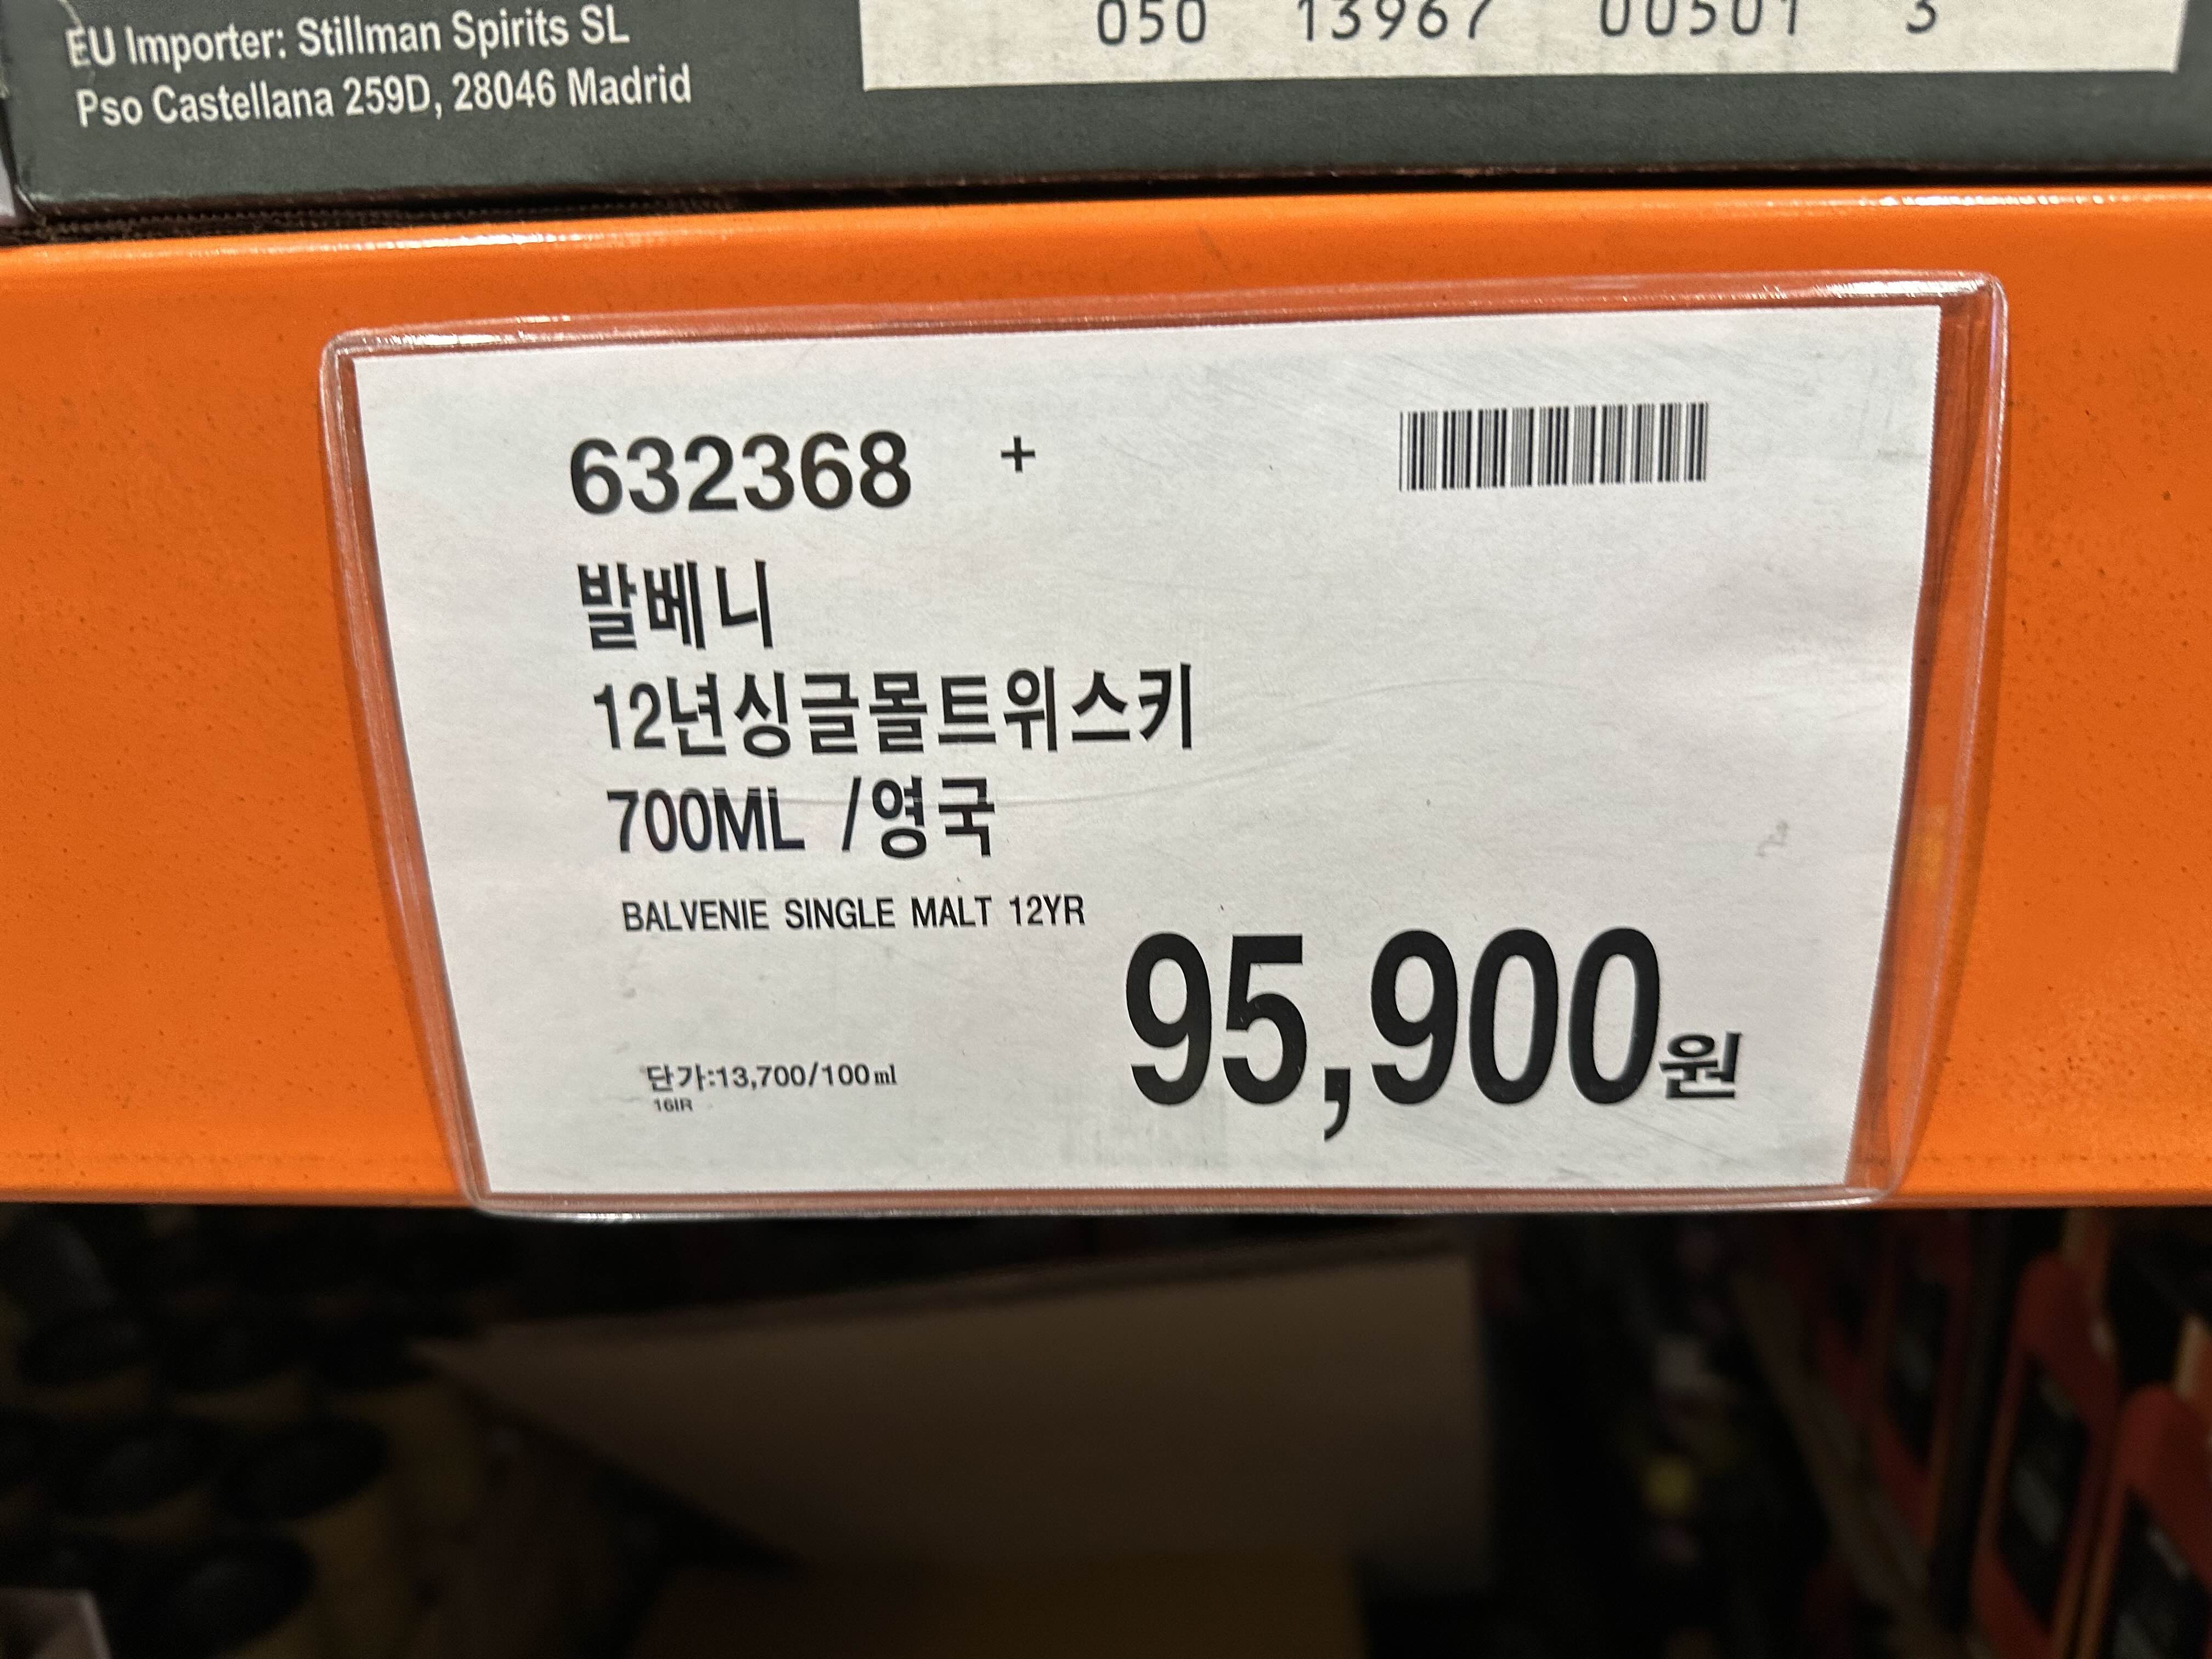 EU Importer: Stillman Spirits SL
Pso Castellana 259D, 28046 Madrid
050 13967 00501 3
632368 +
발베니
12년싱글몰트위스키
700ML /영국
BALVENIE SINGLE MALT 12YR
95,900원
단가:13,700/100㎖
16IR